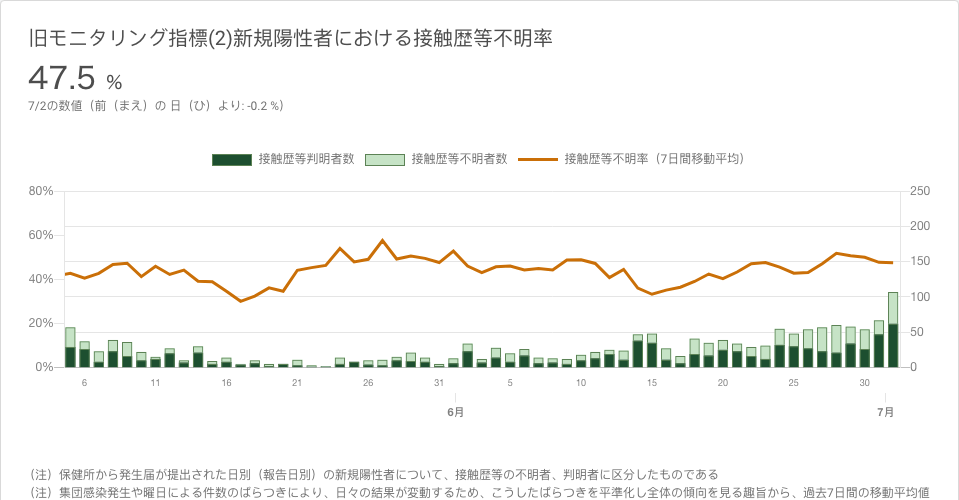 旧モニタリング指標(2)新規陽性者における接触歴等不明率
47.5 %
7/2の数値（前（まえ）の 日（ひ）より: -0.2 %）
接触歴等判明者数 接触歴等不明者数 接触歴等不明率（7日間移動平均）
80% 250
200
60%
150
40%
100
20%
50
0% 0
6 11 16 21 26 31 5 10 15 20 25 30
6月 7月
（注）保健所から発生届が提出された日別（報告日別）の新規陽性者について、接触歴等の不明者、判明者に区分したものである
（注）集団感染発生や曜日による件数のばらつきにより、日々の結果が変動するため、こうしたばらつきを平準化し全体の傾向を見る趣旨から、過去7日間の移動平均値